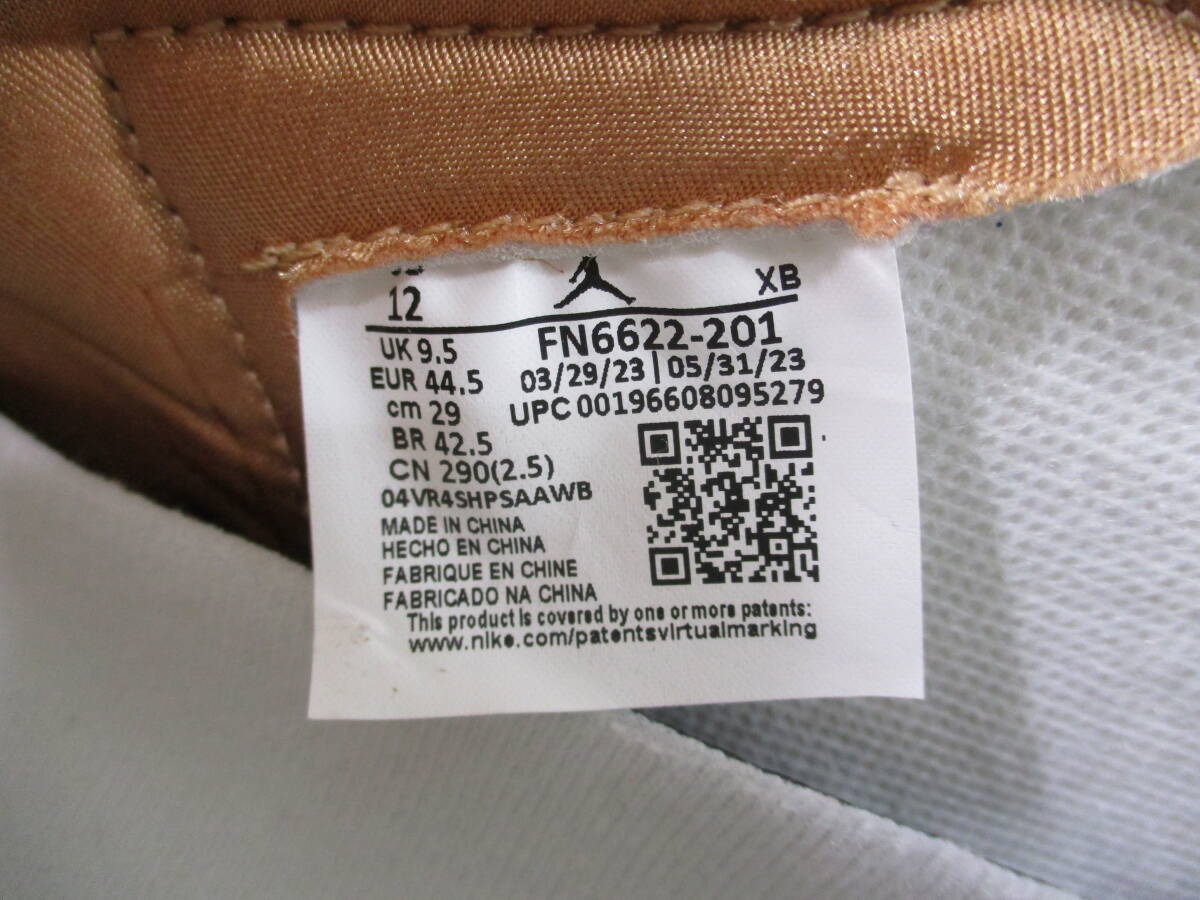 12 XB
UK 9.5 FN6622-201
EUR 44.5 03/29/23 | 05/31/23
cm 29 UPC 00196608095279
BR 42.5
CN 290(2.5)
04VR4SHPSAAWB
MADE IN CHINA
HECHO EN CHINA
FABRIQUE EN CHINE
FABRICADO NA CHINA
This product is covered by one or more patents:
www.nike.com/patentsvirtualmarking